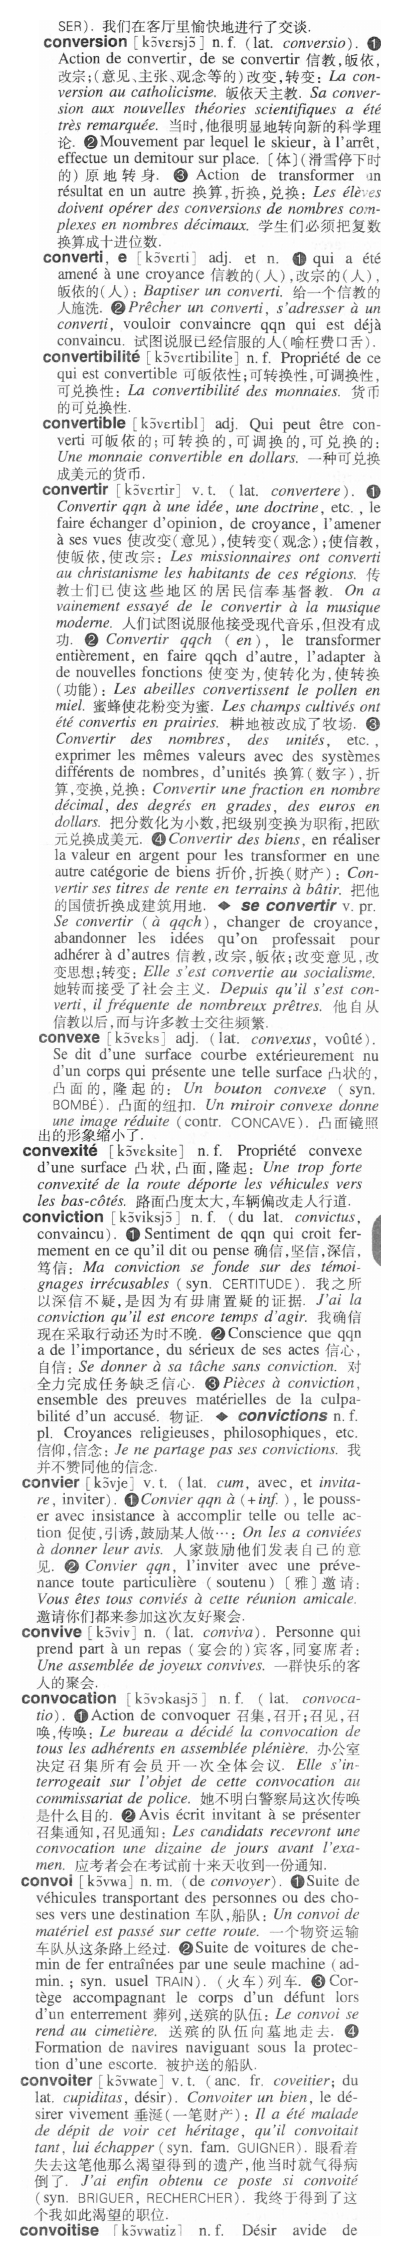 SER). 我们在客厅里愉快地进行了交谈.
conversion [kɔ̃vɛrsjɔ̃] n. f. (lat. conversio). ❶
Action de convertir, de se convertir 信教,皈依,
改宗;(意见、主张、观念等的)改变,转变: La con-
version au catholicisme. 皈依天主教. Sa conver-
sion aux nouvelles théories scientifiques a été
très remarquée. 当时,他很明显地转向新的科学理
论. ❷Mouvement par lequel le skieur, à l'arrêt,
effectue un demitour sur place. [体](滑雪停下时
的)原地转身. ❸ Action de transformer un
résultat en un autre 换算,折换,兑换: Les élèves
doivent opérer des conversions de nombres com-
plexes en nombres décimaux. 学生们必须把复数
换算成十进位数.
converti, e [kɔ̃vɛrti] adj. et n. ❶ qui a été
amené à une croyance 信教的(人),改宗的(人),
皈依的(人): Baptiser un converti. 给一个信教的
人施洗. ❷Prêcher un converti, s'adresser à un
converti, vouloir convaincre qqn qui est déjà
convaincu. 试图说服已经信服的人(喻枉费口舌).
convertibilité [kɔ̃vɛrtibilite] n. f. Propriété de ce
qui est convertible 可皈依性;可转换性,可调换性,
可兑换性: La convertibilité des monnaies. 货币
的可兑换性.
convertible [kɔ̃vɛrtibl] adj. Qui peut être con-
verti 可皈依的;可转换的,可调换的,可兑换的:
Une monnaie convertible en dollars. 一种可兑换
成美元的货币.
convertir [kɔ̃vɛrtir] v. t. (lat. convertere). ❶
Convertir qqn à une idée, une doctrine, etc. , le
faire échanger d'opinion, de croyance, l'amener
à ses vues 使改变(意见),使转变(观念);使信教,
使皈依,使改宗: Les missionnaires ont converti
au christanisme les habitants de ces régions. 传
教士们已使这些地区的居民信奉基督教. On a
vainement essayé de le convertir à la musique
moderne. 人们试图说服他接受现代音乐,但没有成
功. ❷ Convertir qqch (en), le transformer
entièrement, en faire qqch d'autre, l'adapter à
de nouvelles fonctions 使变为,使转化为,使转换
(功能): Les abeilles convertissent le pollen en
miel. 蜜蜂使花粉变为蜜. Les champs cultivés ont
été convertis en prairies. 耕地被改成了牧场. ❸
Convertir des nombres, des unités, etc. ,
exprimer les mêmes valeurs avec des systèmes
différents de nombres, d'unités 换算(数字),折
算,变换,兑换: Convertir une fraction en nombre
décimal, des degrés en grades, des euros en
dollars. 把分数化为小数,把级别变换为职衔,把欧
元兑换成美元. ❹Convertir des biens, en réaliser
la valeur en argent pour les transformer en une
autre catégorie de biens 折价,折换(财产): Con-
vertir ses titres de rente en terrains à bâtir. 把他
的国债折换成建筑用地. ◆ se convertir v. pr.
Se convertir (à qqch), changer de croyance,
abandonner les idées qu'on professait pour
adhérer à d'autres 信教,改宗,皈依;改变意见,改
变思想;转变: Elle s'est convertie au socialisme.
她转而接受了社会主义. Depuis qu'il s'est con-
verti, il fréquente de nombreux prêtres. 他自从
信教以后,而与许多教士交往频繁.
convexe [kɔ̃vɛks] adj. (lat. convexus, voûté).
Se dit d'une surface courbe extérieurement nu
d'un corps qui présente une telle surface 凸状的,
凸面的,隆起的: Un bouton convexe (syn.
BOMBÉ). 凸面的纽扣. Un miroir convexe donne
une image réduite (contr. CONCAVE). 凸面镜照
出的形象缩小了.
convexité [kɔ̃vɛksite] n. f. Propriété convexe
d'une surface 凸状,凸面,隆起: Une trop forte
convexité de la route déporte les véhicules vers
les bas-côtés. 路面凸度太大,车辆偏改走人行道.
conviction [kɔ̃viksjɔ̃] n. f. (du lat. convictus,
convaincu). ❶ Sentiment de qqn qui croit fer-
mement en ce qu'il dit ou pense 确信,坚信,深信,
笃信: Ma conviction se fonde sur des témoi-
gnages irrécusables (syn. CERTITUDE). 我之所
以深信不疑,是因为有毋庸置疑的证据. J'ai la
conviction qu'il est encore temps d'agir. 我确信
现在采取行动还为时不晚. ❷Conscience que qqn
a de l'importance, du sérieux de ses actes 信心,
自信: Se donner à sa tâche sans conviction. 对
全力完成任务缺乏信心. ❸ Pièces à conviction,
ensemble des preuves matérielles de la culpa-
bilité d'un accusé. 物证. ◆ convictions n. f.
pl. Croyances religieuses, philosophiques, etc.
信仰,信念: Je ne partage pas ses convictions. 我
并不赞同他的信念.
convier [kɔ̃vje] v. t. (lat. cum, avec, et invita-
re, inviter). ❶Convier qqn à (+inf. ), le pouss-
er avec insistance à accomplir telle ou telle ac-
tion 促使,引诱,鼓励某人做…: On les a conviées
à donner leur avis. 人家鼓励他们发表自己的意
见. ❷ Convier qqn, l'inviter avec une préve-
nance toute particulière (soutenu) [雅]邀请:
Vous êtes tous conviés à cette réunion amicale.
邀请你们都来参加这次友好聚会.
convive [kɔ̃viv] n. (lat. conviva). Personne qui
prend part à un repas (宴会的)宾客,同宴席者:
Une assemblée de joyeux convives. 一群快乐的客
人的聚会.
convocation [kɔ̃vɔkasjɔ̃] n. f. (lat. convoca-
tio). ❶Action de convoquer 召集,召开;召见,召
唤,传唤: Le bureau a décidé la convocation de
tous les adhérents en assemblée plénière. 办公室
决定召集所有会员开一次全体会议. Elle s'in-
terrogeait sur l'objet de cette convocation au
commissariat de police. 她不明白警察局这次传唤
是什么目的. ❷Avis écrit invitant à se présenter
召集通知,召见通知: Les candidats recevront une
convocation une dizaine de jours avant l'exa-
men. 应考者会在考试前十来天收到一份通知.
convoi [kɔ̃vwa] n. m. (de convoyer). ❶Suite de
véhicules transportant des personnes ou des cho-
ses vers une destination 车队,船队: Un convoi de
matériel est passé sur cette route. 一个物资运输
车队从这条路上经过. ❷Suite de voitures de che-
min de fer entraînées par une seule machine (ad-
min. ; syn. usuel TRAIN). (火车)列车. ❸ Cor-
tège accompagnant le corps d'un défunt lors
d'un enterrement 葬列,送殡的队伍: Le convoi se
rend au cimetière. 送殡的队伍向墓地走去. ❹
Formation de navires naviguant sous la protec-
tion d'une escorte. 被护送的船队.
convoiter [kɔ̃vwate] v. t. (anc. fr. coveitier; du
lat. cupiditas, désir). Convoiter un bien, le dé-
sirer vivement 垂涎(一笔财产): Il a été malade
de dépit de voir cet héritage, qu'il convoitait
tant, lui échapper (syn. fam. GUIGNER). 眼看着
失去这笔他那么渴望得到的遗产,他当时就气得病
倒了. J'ai enfin obtenu ce poste si convoité
(syn. BRIGUER, RECHERCHER). 我终于得到了这
个我如此渴望的职位.
convoitise [kɔ̃vwatiz] n. f. Désir avide de